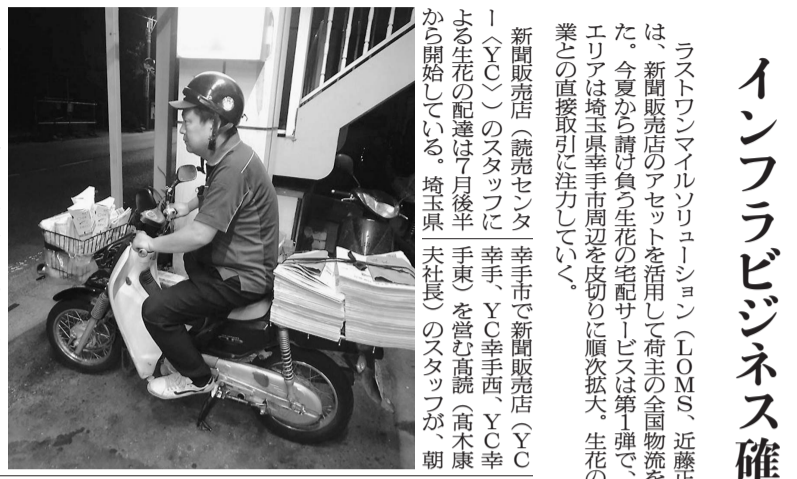 インフラビジネス確
ラストワンマイルソリューション（LOMS、近藤正
は、新聞販売店のアセットを活用して荷主の全国物流を
た。今夏から請け負う生花の宅配サービスは第1弾で、
エリアは埼玉県幸手市周辺を皮切りに順次拡大。生花の
業との直接取引に注力していく。
新聞販売店（読売センタ
ー〈YC〉）のスタッフに
よる生花の配達は7月後半
から開始している。埼玉県
幸手市で新聞販売店（YC
幸手、YC幸手西、YC幸
手東）を営む髙読（髙木康
夫社長）のスタッフが、朝